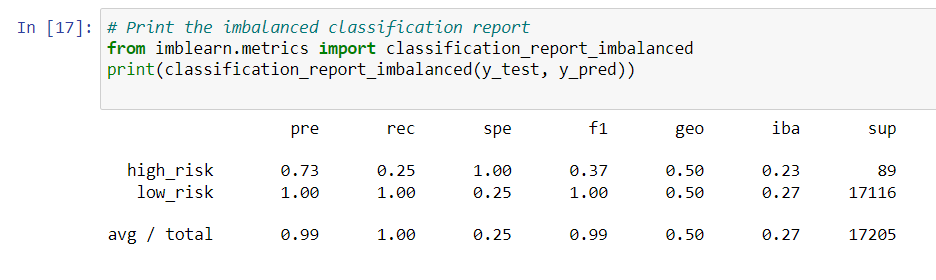 In [17]: # Print the imbalanced classification report
from imblearn.metrics import classification_report_imbalanced
print(classification_report_imbalanced(y_test, y_pred))
pre rec spe f1 geo iba sup
high_risk 0.73 0.25 1.00 0.37 0.50 0.23 89
low_risk 1.00 1.00 0.25 1.00 0.50 0.27 17116
avg / total 0.99 1.00 0.25 0.99 0.50 0.27 17205